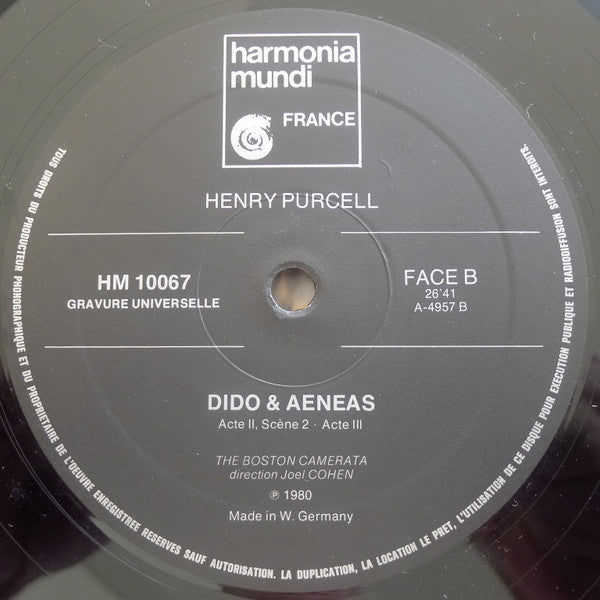 harmonia
mundi
FRANCE
HENRY PURCELL
HM 10067
GRAVURE UNIVERSELLE
FACE B
26'41
A-4957 B
DIDO & AENEAS
Acte II, Scène 2 · Acte III
THE BOSTON CAMERATA
direction Joel COHEN
℗ 1980
Made in W. Germany
TOUS DROITS DU PRODUCTEUR PHONOGRAPHIQUE ET DU PROPRIETAIRE DE L'OEUVRE ENREGISTREE RESERVES SAUF AUTORISATION. LA DUPLICATION, LA LOCATION LE PRET, L'UTILISATION DE CE DISQUE POUR EXECUTION PUBLIQUE ET RADIODIFFUSION SONT INTERDITS.